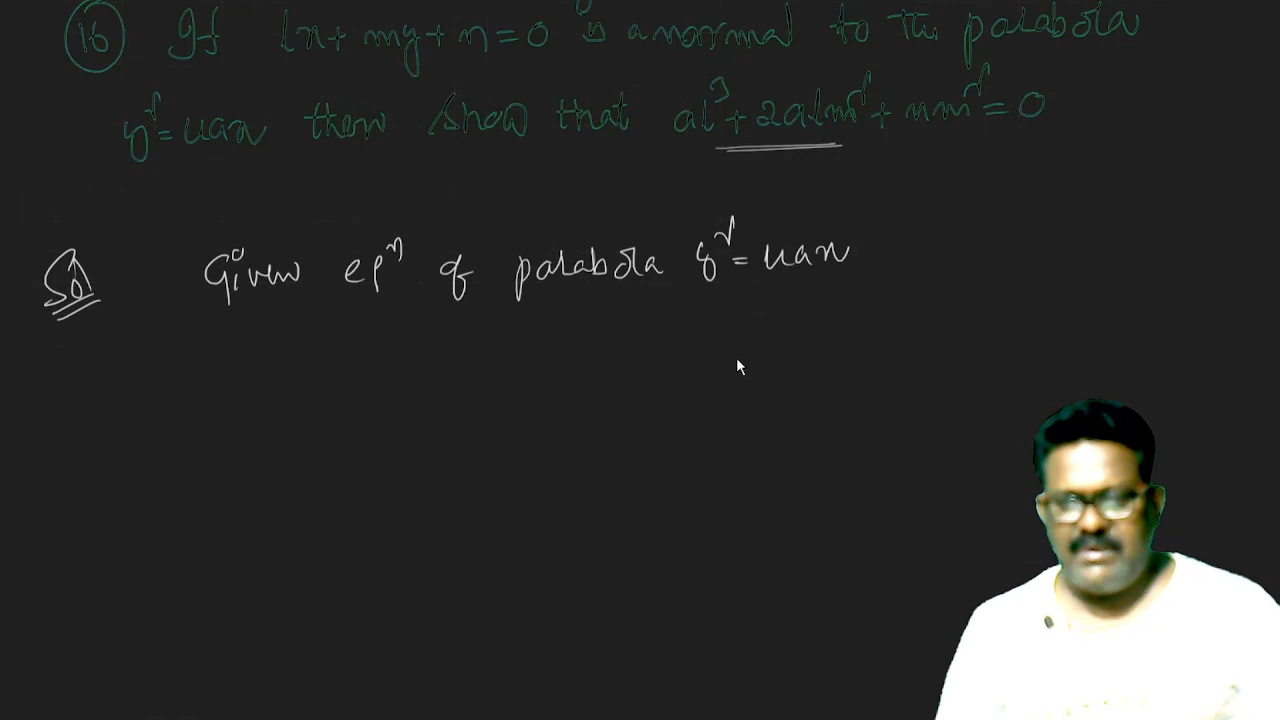 16 If lx + my + n = 0 is a normal to the parabola
y² = 4ax then show that al³ + 2alm² + nm² = 0
Sol Given eqⁿ of parabola y² = 4ax